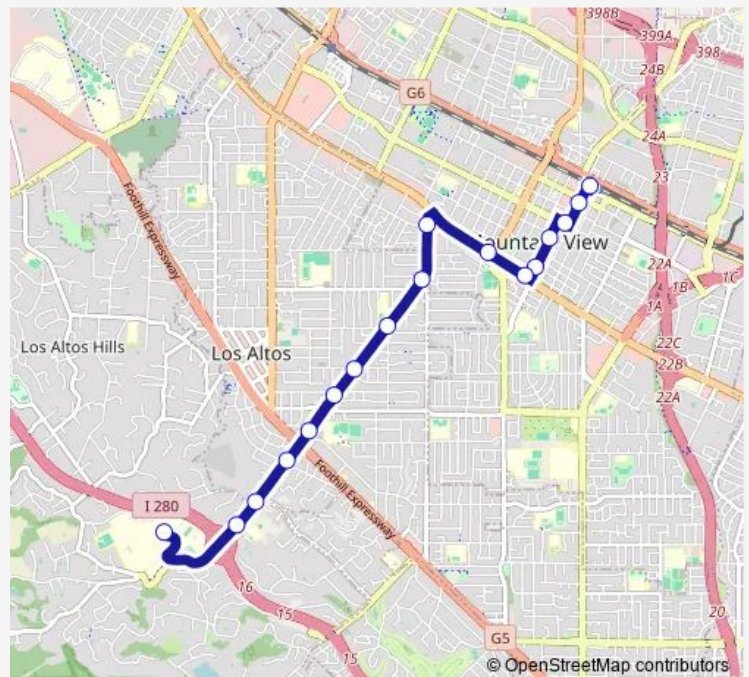 398B
399A
398
24B
G6
24A
23
Foothill Expressway
Mountain View
22A
1C
1B
1A
Los Altos Hills
Los Altos
22C
22B
22A
Foothill Expressway
I 280
16
15
20
G5
15
© OpenStreetMap contributors